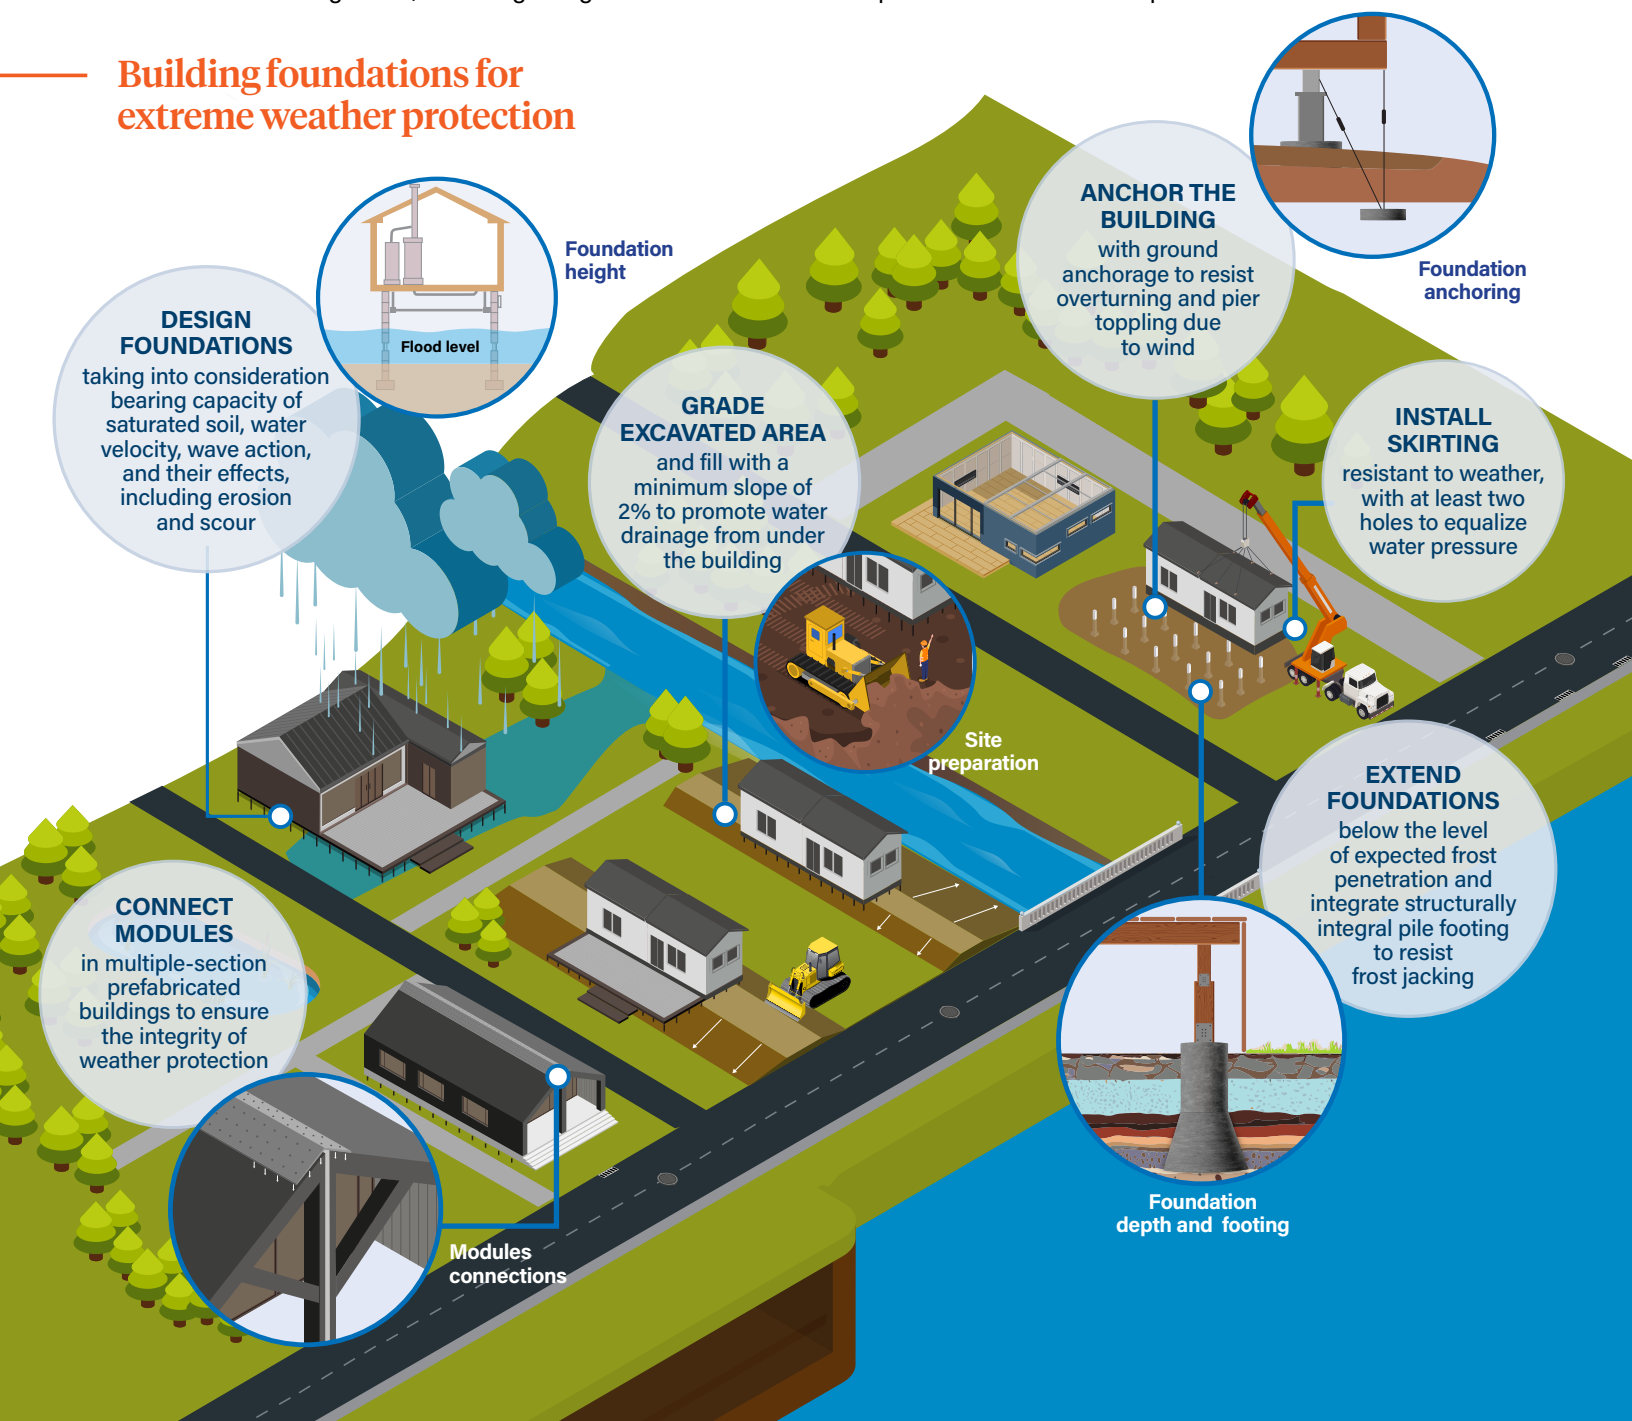 Building foundations for
extreme weather protection
Foundation
height
Flood level
DESIGN
FOUNDATIONS
taking into consideration
bearing capacity of
saturated soil, water
velocity, wave action,
and their effects,
including erosion
and scour
ANCHOR THE
BUILDING
with ground
anchorage to resist
overturning and pier
toppling due
to wind
Foundation
anchoring
GRADE
EXCAVATED AREA
and fill with a
minimum slope of
2% to promote water
drainage from under
the building
INSTALL
SKIRTING
resistant to weather,
with at least two
holes to equalize
water pressure
Site
preparation
EXTEND
FOUNDATIONS
below the level
of expected frost
penetration and
integrate structurally
integral pile footing
to resist
frost jacking
CONNECT
MODULES
in multiple-section
prefabricated
buildings to ensure
the integrity of
weather protection
Foundation
depth and footing
Modules
connections